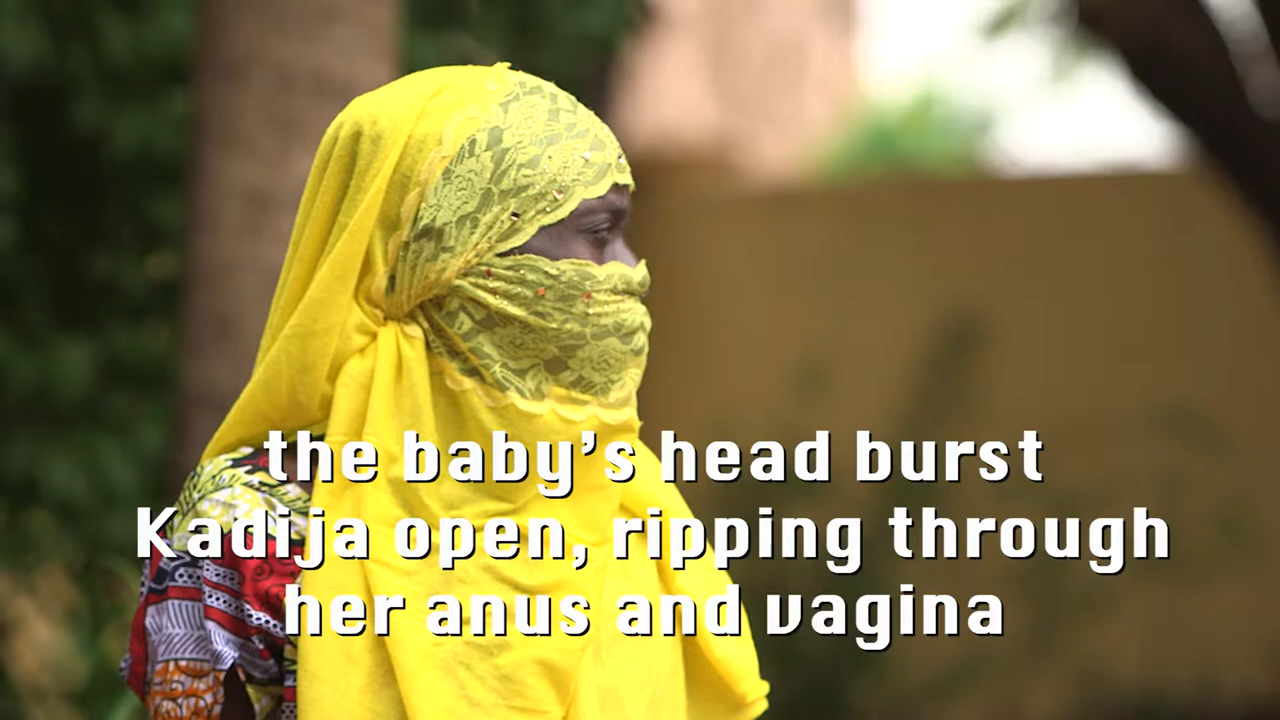 the baby’s head burst
Kadija open, ripping through
her anus and vagina